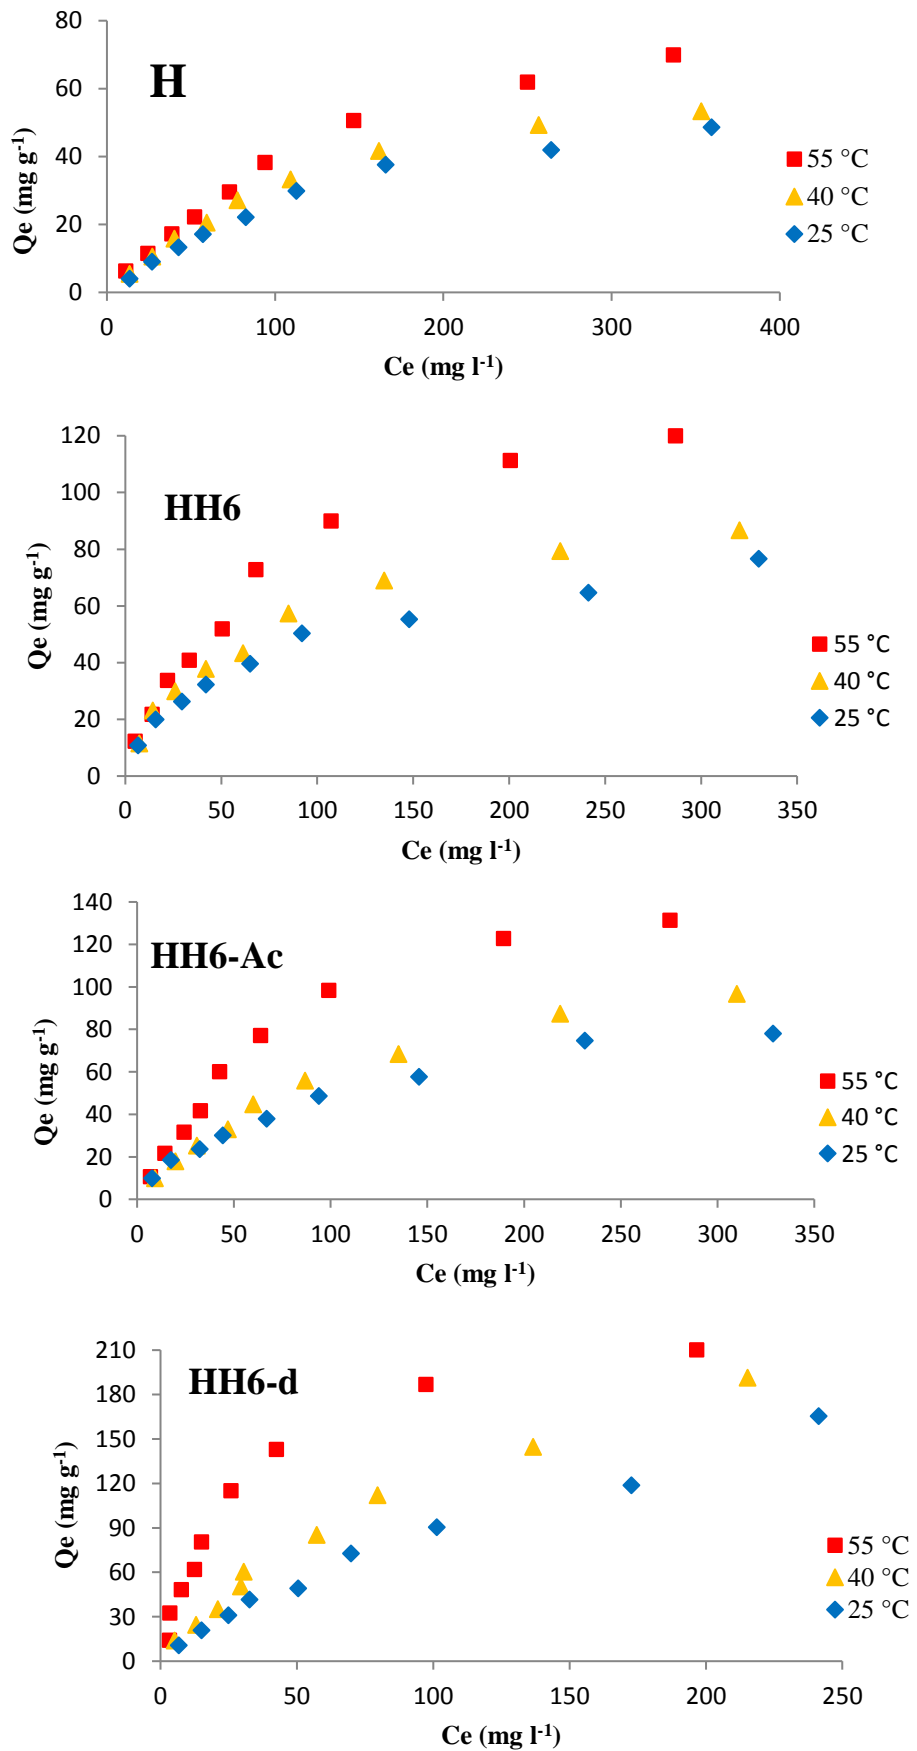 H
80
60
40
20
0
Qe (mg g-1)
0 100 200 300 400
Ce (mg l-1)
55 °C
40 °C
25 °C
HH6
120
100
80
60
40
20
0
Qe (mg g-1)
0 50 100 150 200 250 300 350
Ce (mg l-1)
55 °C
40 °C
25 °C
HH6-Ac
140
120
100
80
60
40
20
0
Qe (mg g-1)
0 50 100 150 200 250 300 350
Ce (mg l-1)
55 °C
40 °C
25 °C
HH6-d
210
180
150
120
90
60
30
0
Qe (mg g-1)
0 50 100 150 200 250
Ce (mg l-1)
55 °C
40 °C
25 °C